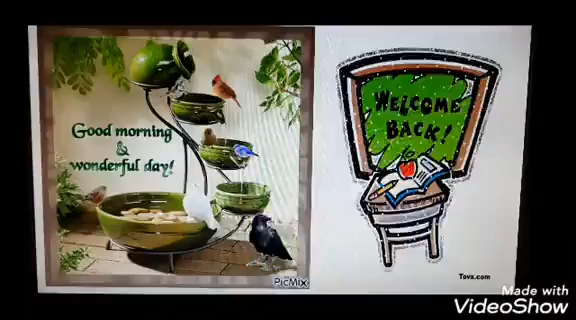 Good morning
&
wonderful day!
PicMix
WELCOME
BACK!
Tovx.com
Made with
VideoShow